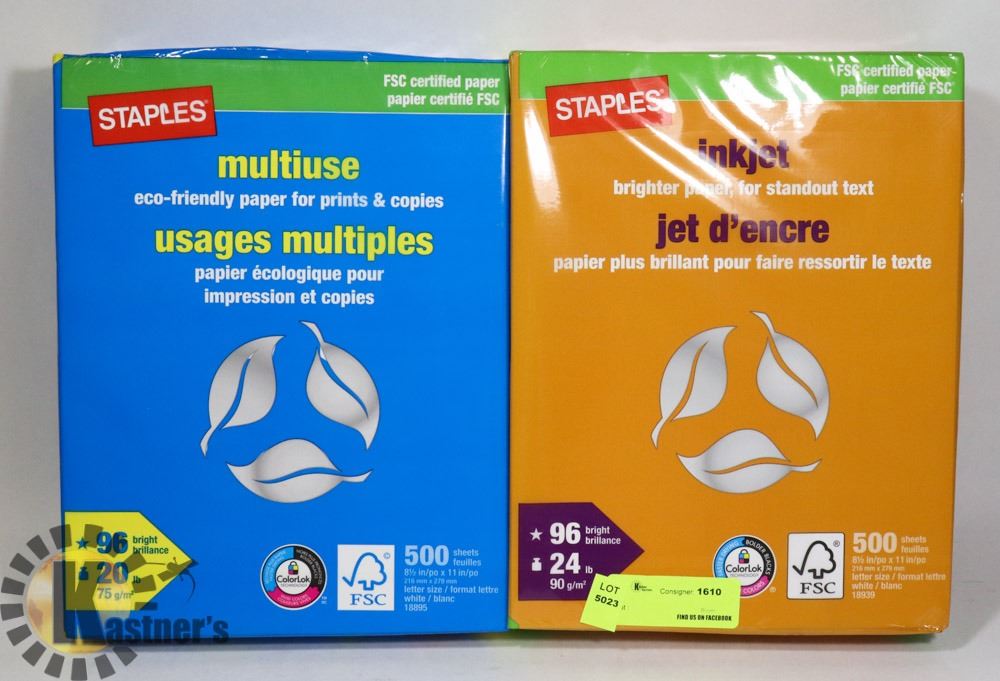 FSC certified paper
papier certifié FSC
STAPLES
multiuse
eco-friendly paper for prints & copies
usages multiples
papier écologique pour
impression et copies
96 bright
brillance
20 lb
75 g/m²
ColorLok
TECHNOLOGY
FSC
500 sheets
feuilles
8½ in/po x 11 in/po
216 mm x 279 mm
letter size / format lettre
white / blanc
18895
Kastner's
FSC certified paper
papier certifié FSC
STAPLES
inkjet
brighter paper, for standout text
jet d'encre
papier plus brillant pour faire ressortir le texte
96 bright
brillance
24 lb
90 g/m²
BOLDER BLACKS
ColorLok
TECHNOLOGY
FSC
500 sheets
feuilles
8½ in/po x 11 in/po
216 mm x 279 mm
letter size / format lettre
white / blanc
18939
LOT
5023
Consigner: 1610
FIND US ON FACEBOOK